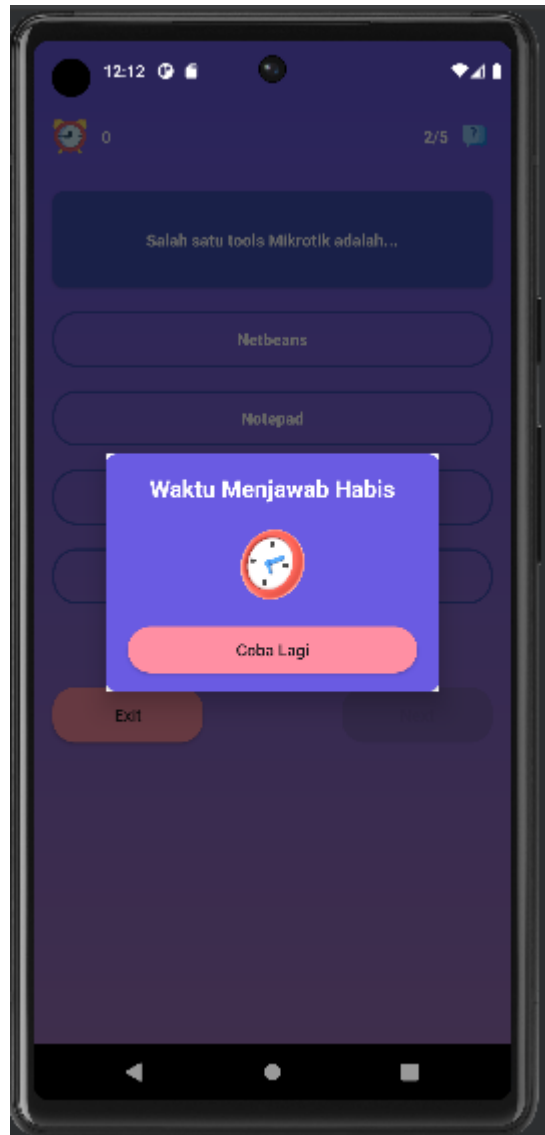 12:12
0
2/5
Salah satu tools Mikrotik adalah...
Netbeans
Notepad
Waktu Menjawab Habis
Coba Lagi
Exit